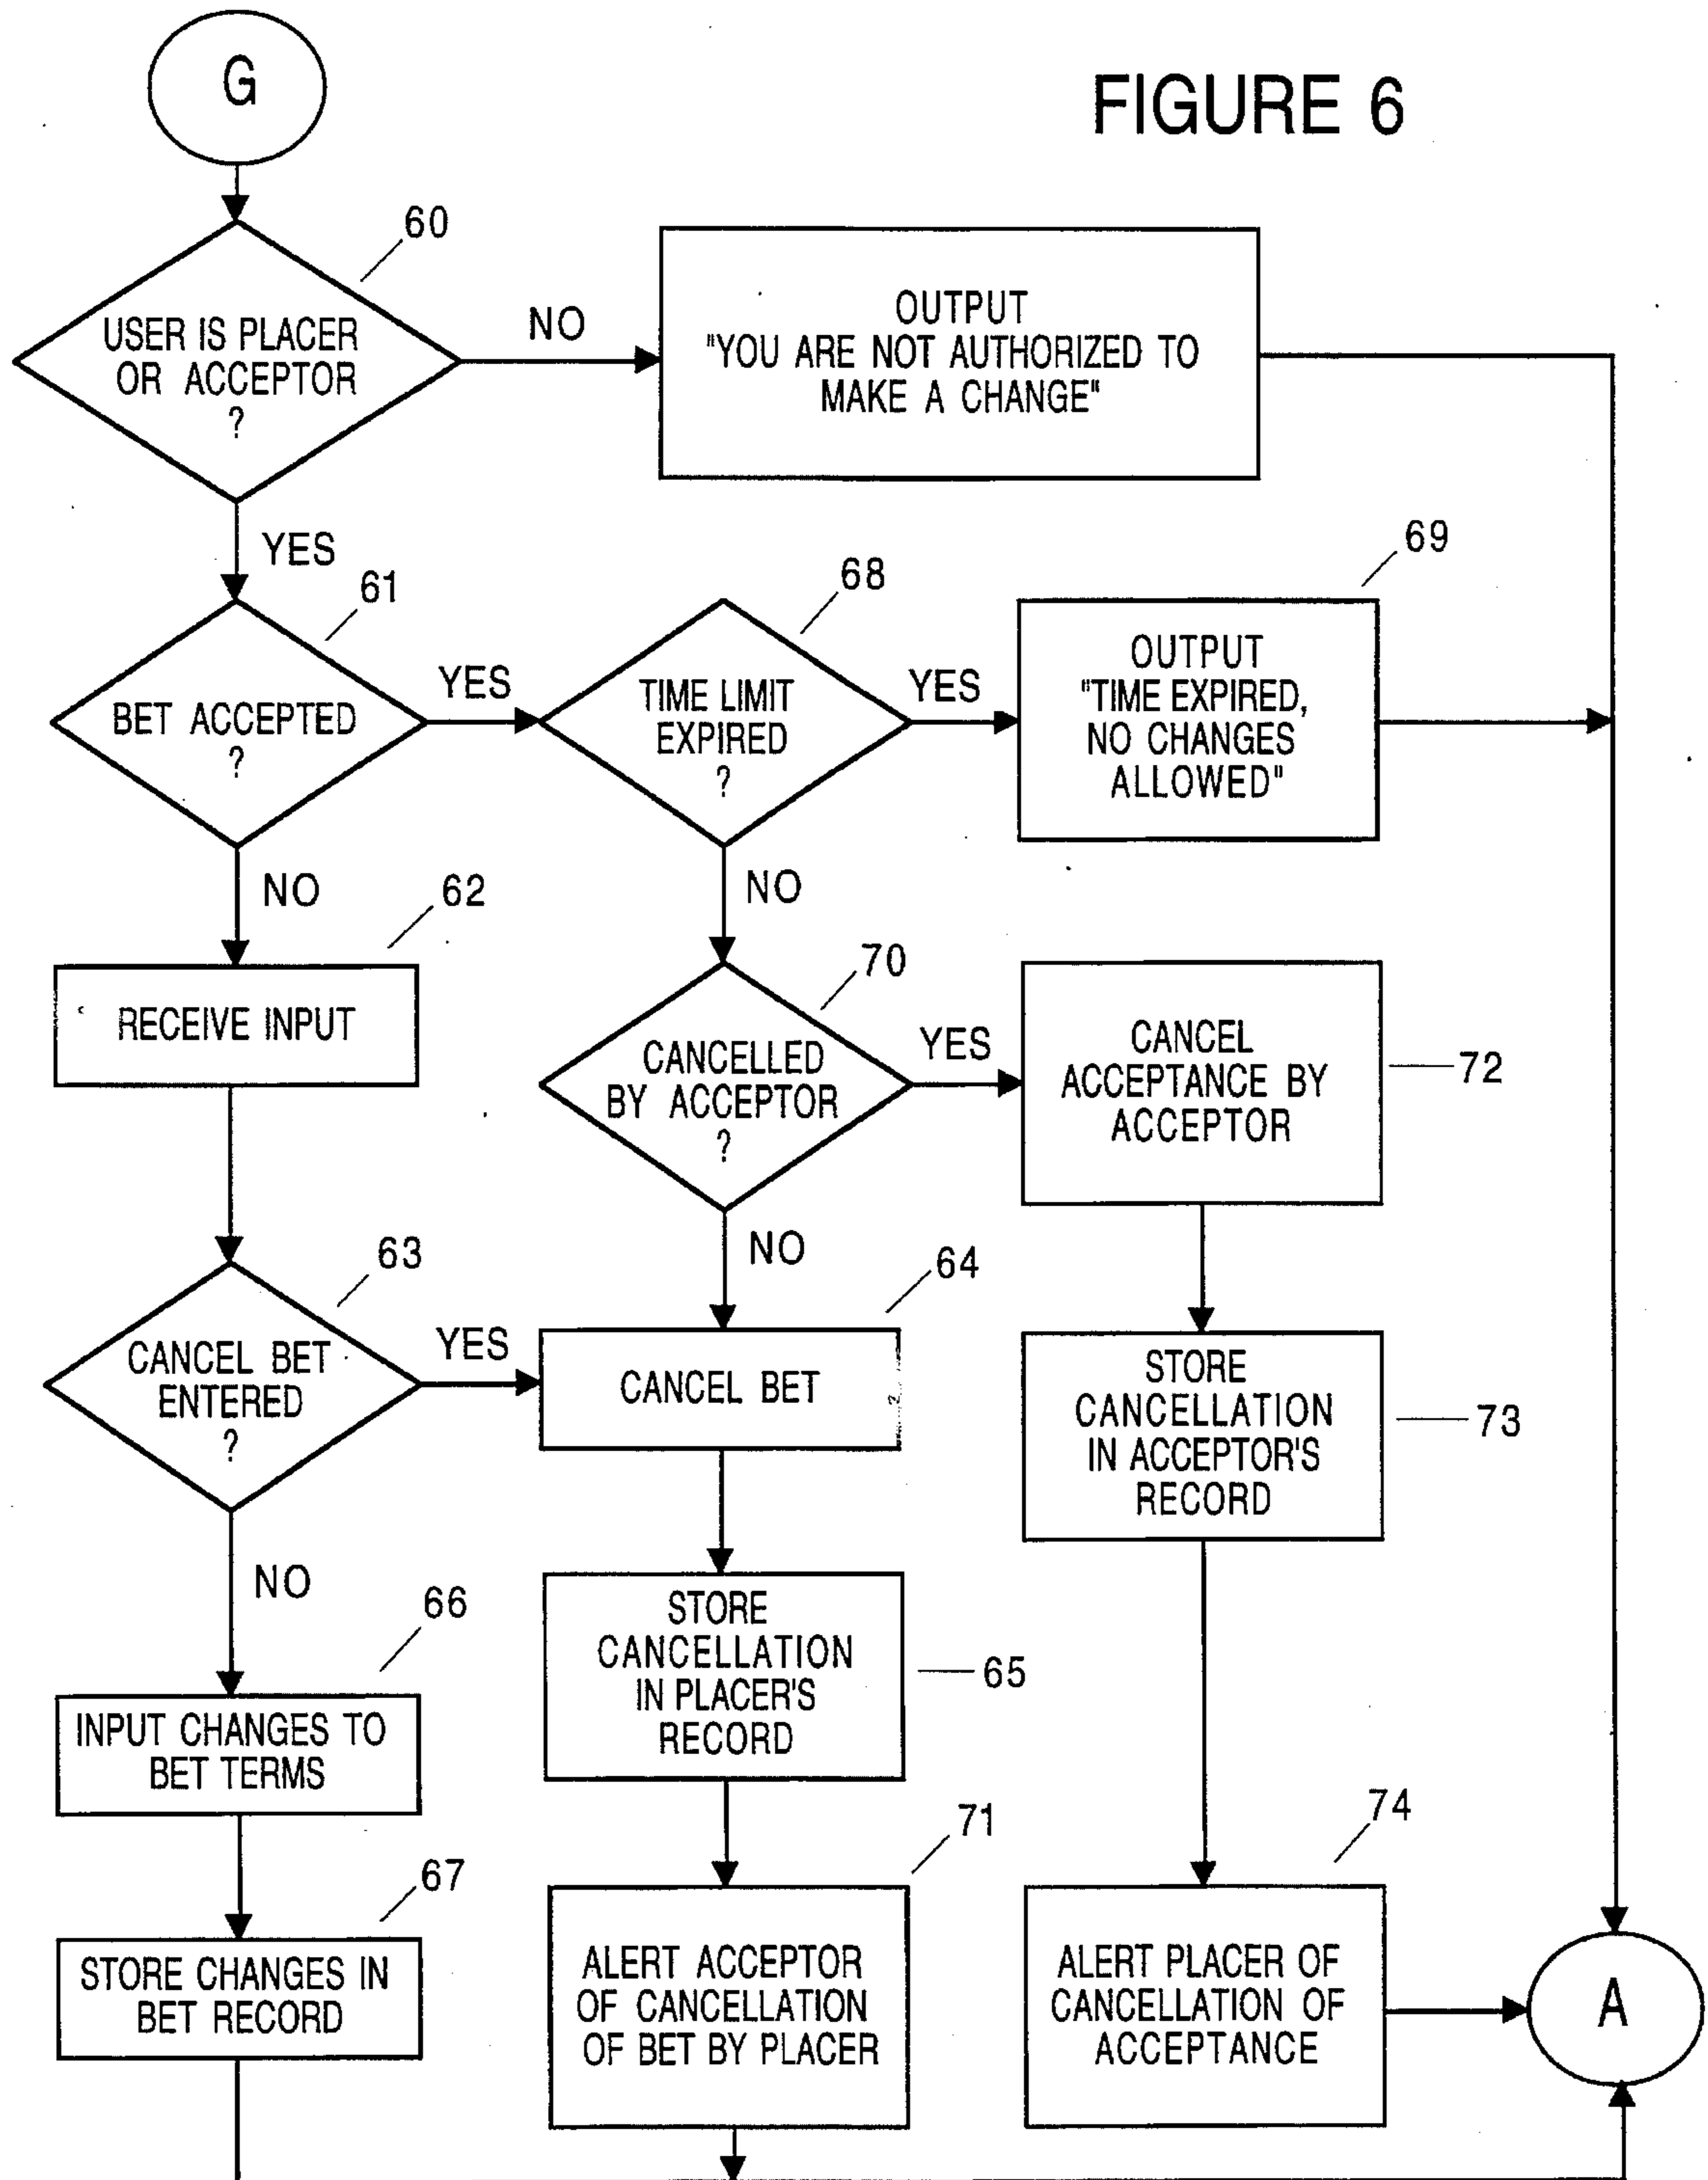 G
FIGURE 6
60
USER IS PLACER
OR ACCEPTOR
?
NO
OUTPUT
"YOU ARE NOT AUTHORIZED TO
MAKE A CHANGE"
YES
61
BET ACCEPTED
?
YES
68
TIME LIMIT
EXPIRED
?
YES
69
OUTPUT
"TIME EXPIRED,
NO CHANGES
ALLOWED"
NO
62
RECEIVE INPUT
NO
70
CANCELLED
BY ACCEPTOR
?
YES
CANCEL
ACCEPTANCE BY
ACCEPTOR
72
63
CANCEL BET
ENTERED
?
YES
NO
64
CANCEL BET
STORE
CANCELLATION
IN ACCEPTOR'S
RECORD
73
NO
66
INPUT CHANGES TO
BET TERMS
STORE
CANCELLATION
IN PLACER'S
RECORD
65
67
STORE CHANGES IN
BET RECORD
71
ALERT ACCEPTOR
OF CANCELLATION
OF BET BY PLACER
74
ALERT PLACER OF
CANCELLATION OF
ACCEPTANCE
A